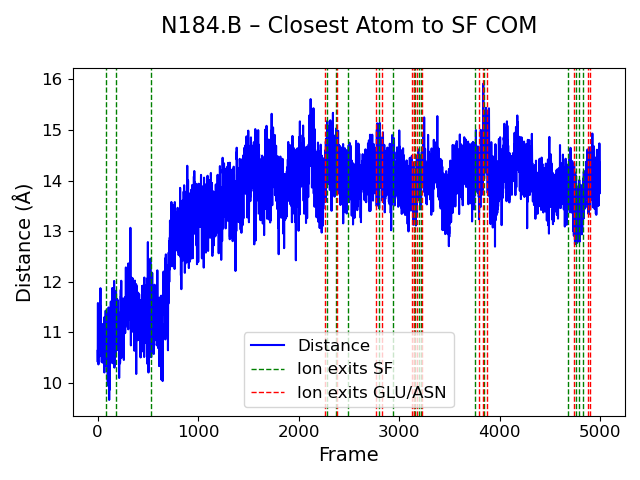 N184.B – Closest Atom to SF COM
Distance (Å)
16
15
14
13
12
11
10
Distance
Ion exits SF
Ion exits GLU/ASN
0 1000 2000 3000 4000 5000
Frame